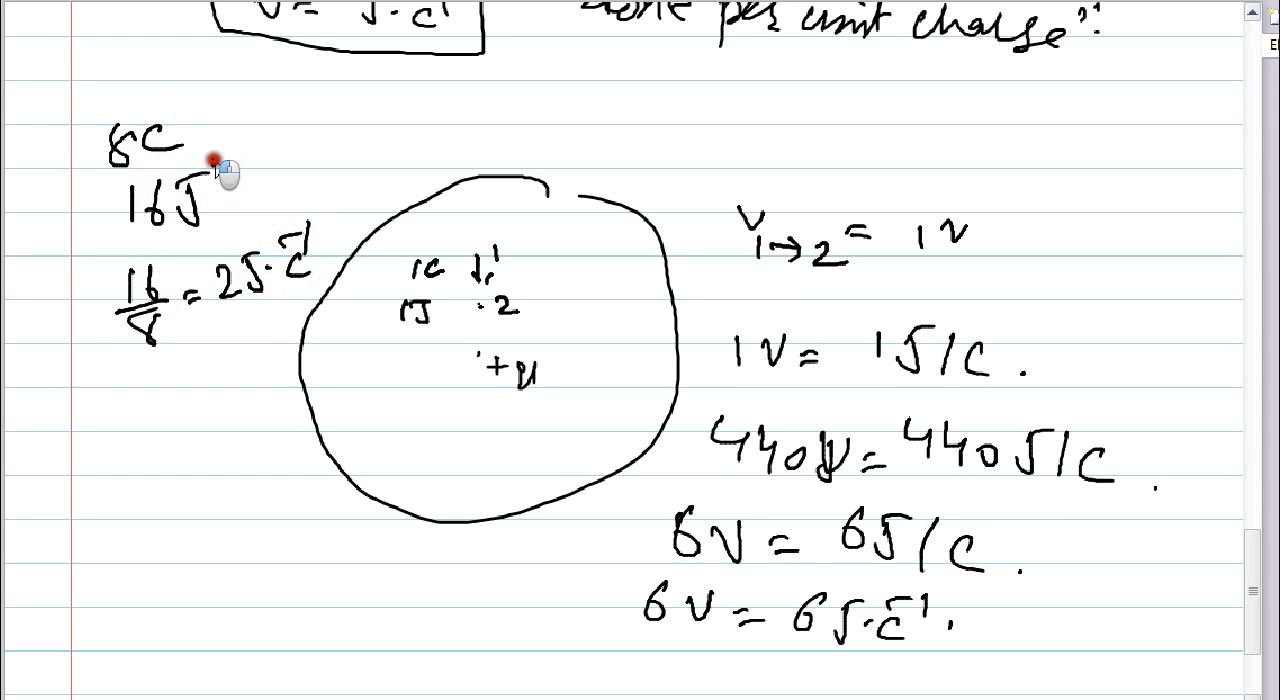 V = J·C⁻¹
done per unit charge".
8C
16J
16/8 = 2J·C⁻¹
1C 1
1J ·2
+ q
V1→2 = 1V
1V = 1J/C.
440V = 440J/C.
6V = 6J/C.
6V = 6J·C⁻¹.